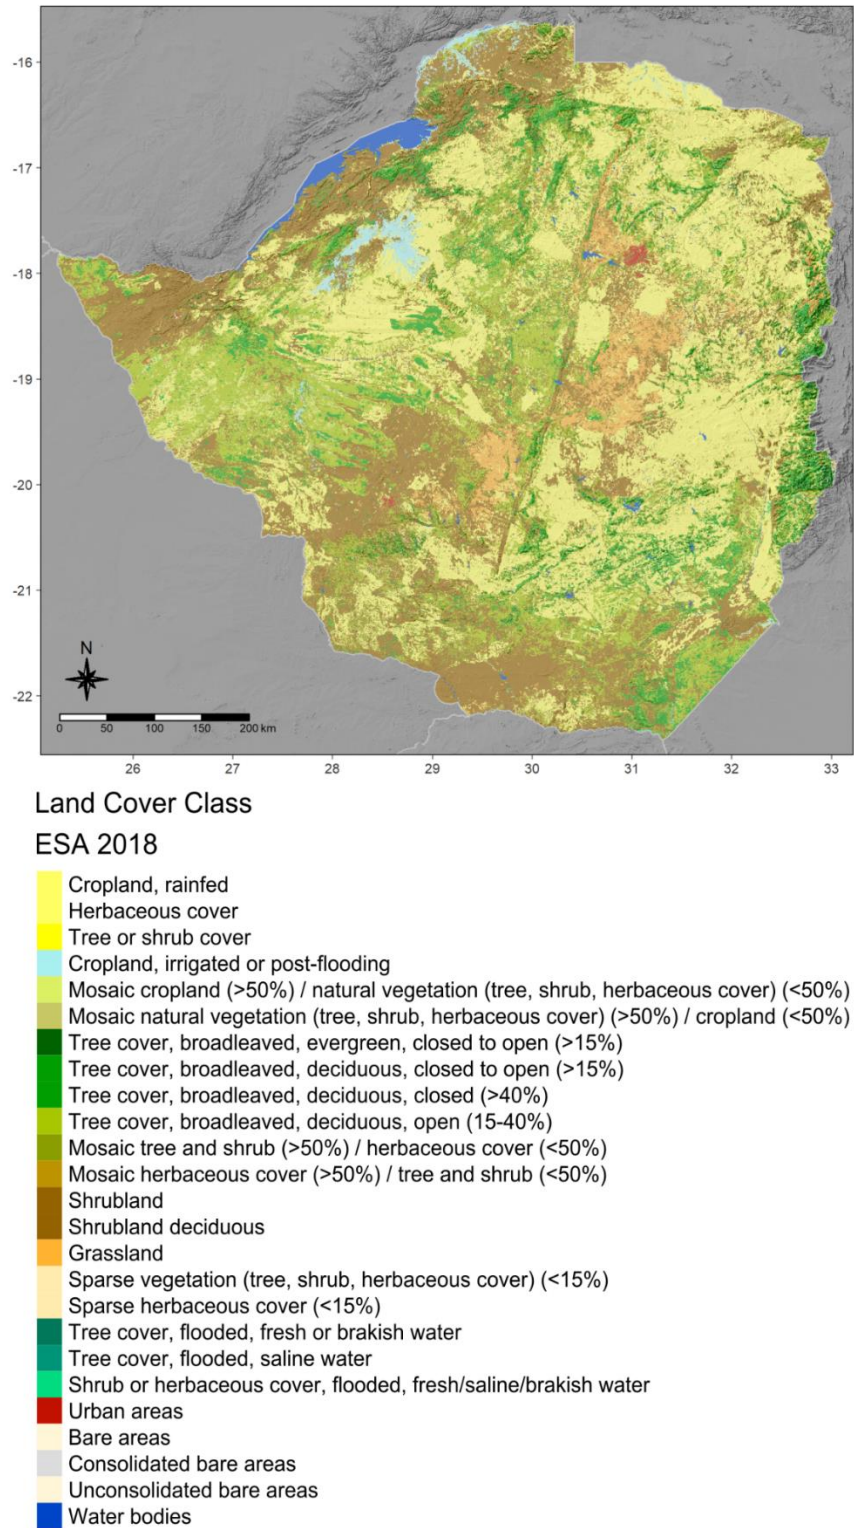 -16
-17
-18
-19
-20
-21
-22
N
0 50 100 150 200 km
26 27 28 29 30 31 32 33
Land Cover Class
ESA 2018
Cropland, rainfed
Herbaceous cover
Tree or shrub cover
Cropland, irrigated or post-flooding
Mosaic cropland (>50%) / natural vegetation (tree, shrub, herbaceous cover) (<50%)
Mosaic natural vegetation (tree, shrub, herbaceous cover) (>50%) / cropland (<50%)
Tree cover, broadleaved, evergreen, closed to open (>15%)
Tree cover, broadleaved, deciduous, closed to open (>15%)
Tree cover, broadleaved, deciduous, closed (>40%)
Tree cover, broadleaved, deciduous, open (15-40%)
Mosaic tree and shrub (>50%) / herbaceous cover (<50%)
Mosaic herbaceous cover (>50%) / tree and shrub (<50%)
Shrubland
Shrubland deciduous
Grassland
Sparse vegetation (tree, shrub, herbaceous cover) (<15%)
Sparse herbaceous cover (<15%)
Tree cover, flooded, fresh or brakish water
Tree cover, flooded, saline water
Shrub or herbaceous cover, flooded, fresh/saline/brakish water
Urban areas
Bare areas
Consolidated bare areas
Unconsolidated bare areas
Water bodies